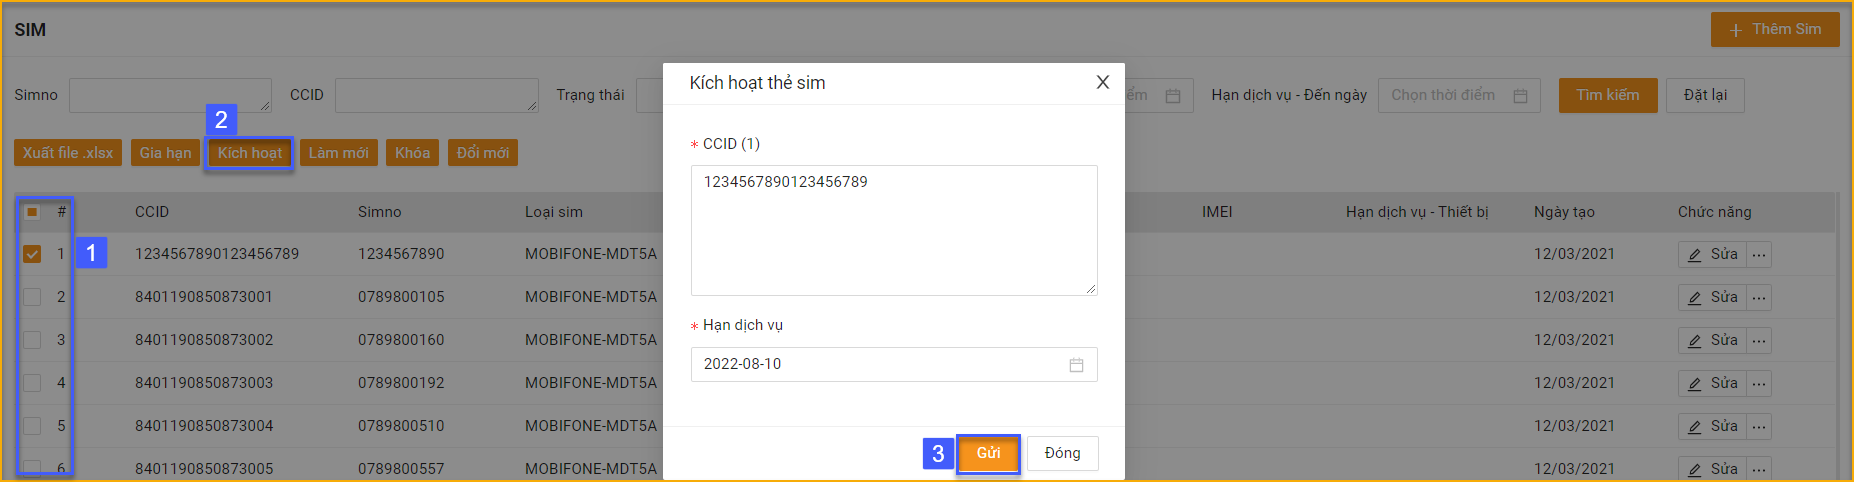 SIM
+ Thêm Sim
Kích hoạt thẻ sim X
Simno CCID Trạng thái điểm Hạn dịch vụ - Đến ngày Chọn thời điểm Tìm kiếm Đặt lại
2
Xuất file .xlsx Gia hạn Kích hoạt Làm mới Khóa Đổi mới
* CCID (1)
1234567890123456789
# CCID Simno Loại sim IMEI Hạn dịch vụ - Thiết bị Ngày tạo Chức năng
1
1 1234567890123456789 1234567890 MOBIFONE-MDT5A 12/03/2021 Sửa ...
2 8401190850873001 0789800105 MOBIFONE-MDT5A 12/03/2021 Sửa ...
* Hạn dịch vụ
3 8401190850873002 0789800160 MOBIFONE-MDT5A 12/03/2021 Sửa ...
2022-08-10
4 8401190850873003 0789800192 MOBIFONE-MDT5A 12/03/2021 Sửa ...
5 8401190850873004 0789800510 MOBIFONE-MDT5A 12/03/2021 Sửa ...
3 Gửi Đóng
6 8401190850873005 0789800557 MOBIFONE-MDT5A 12/03/2021 Sửa ...